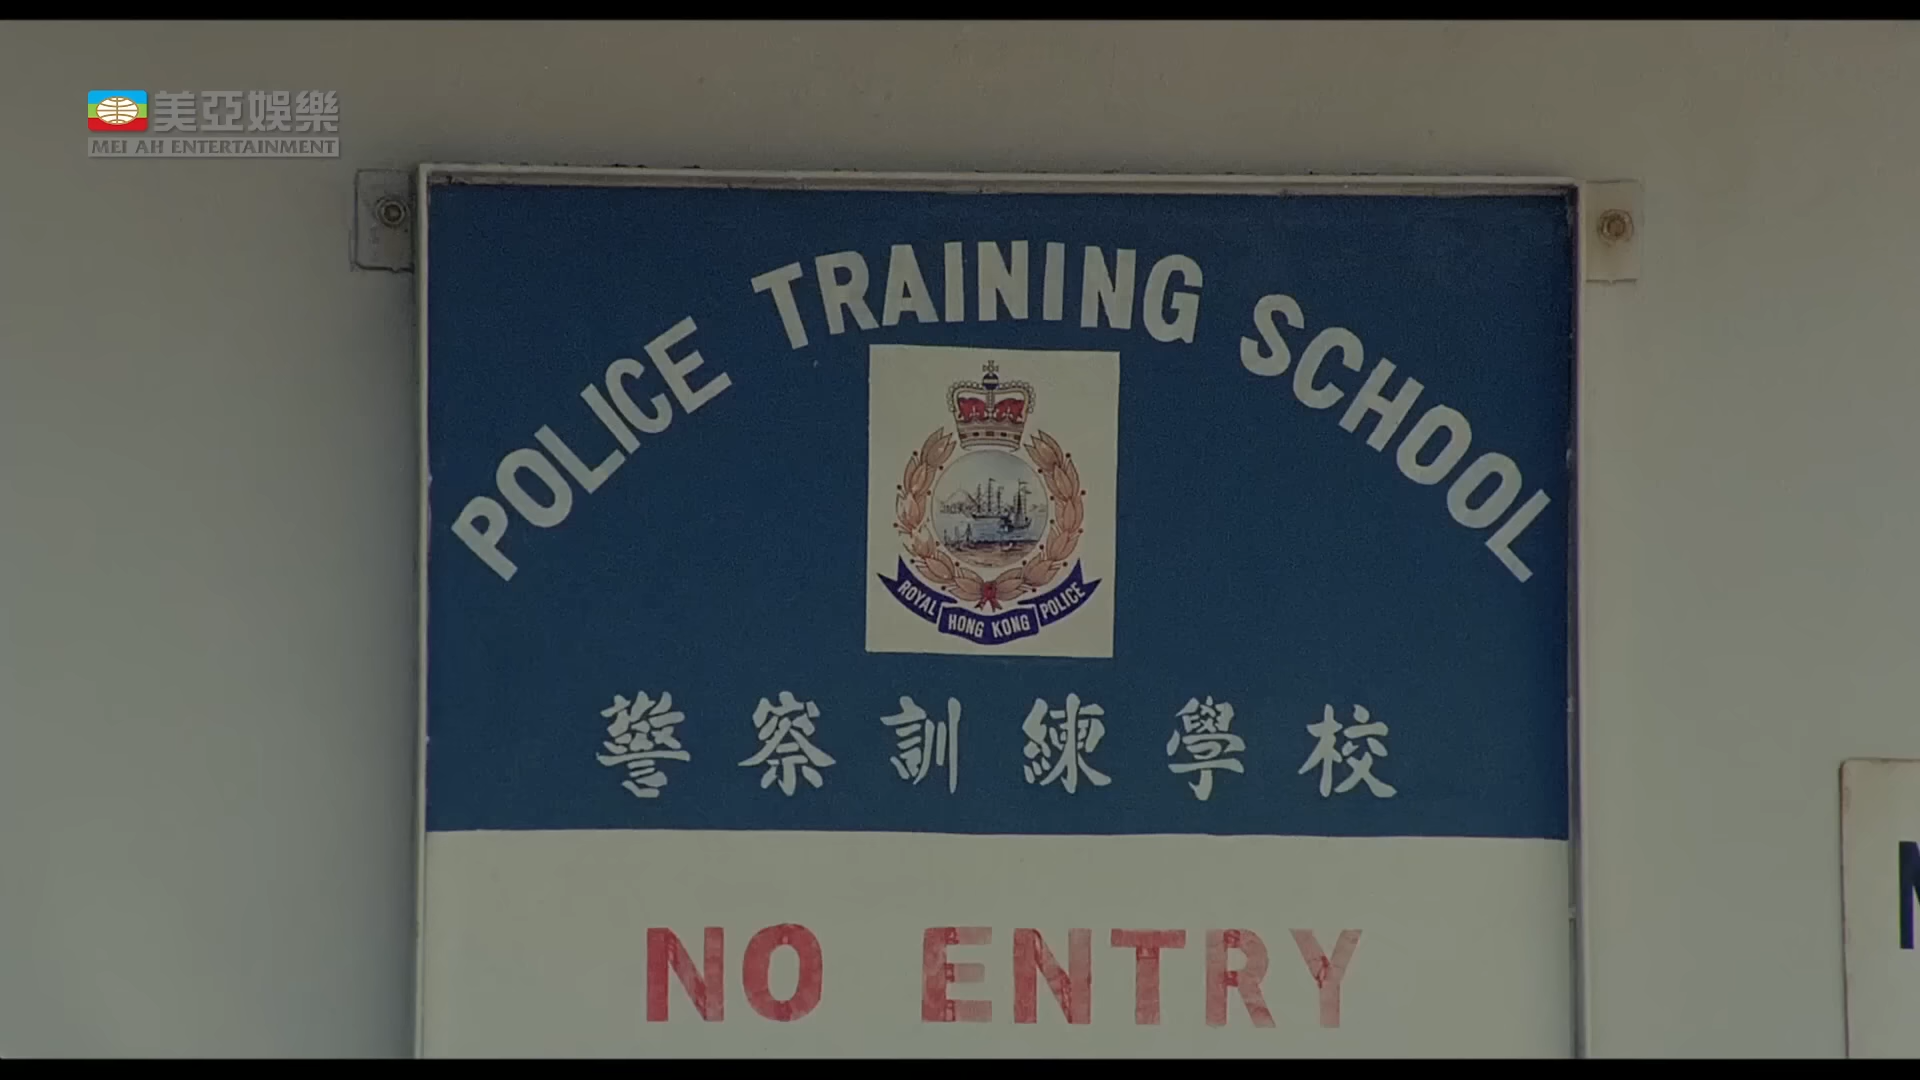 美亞娛樂
MEI AH ENTERTAINMENT
POLICE TRAINING SCHOOL
ROYAL HONG KONG POLICE
警察訓練學校
NO ENTRY